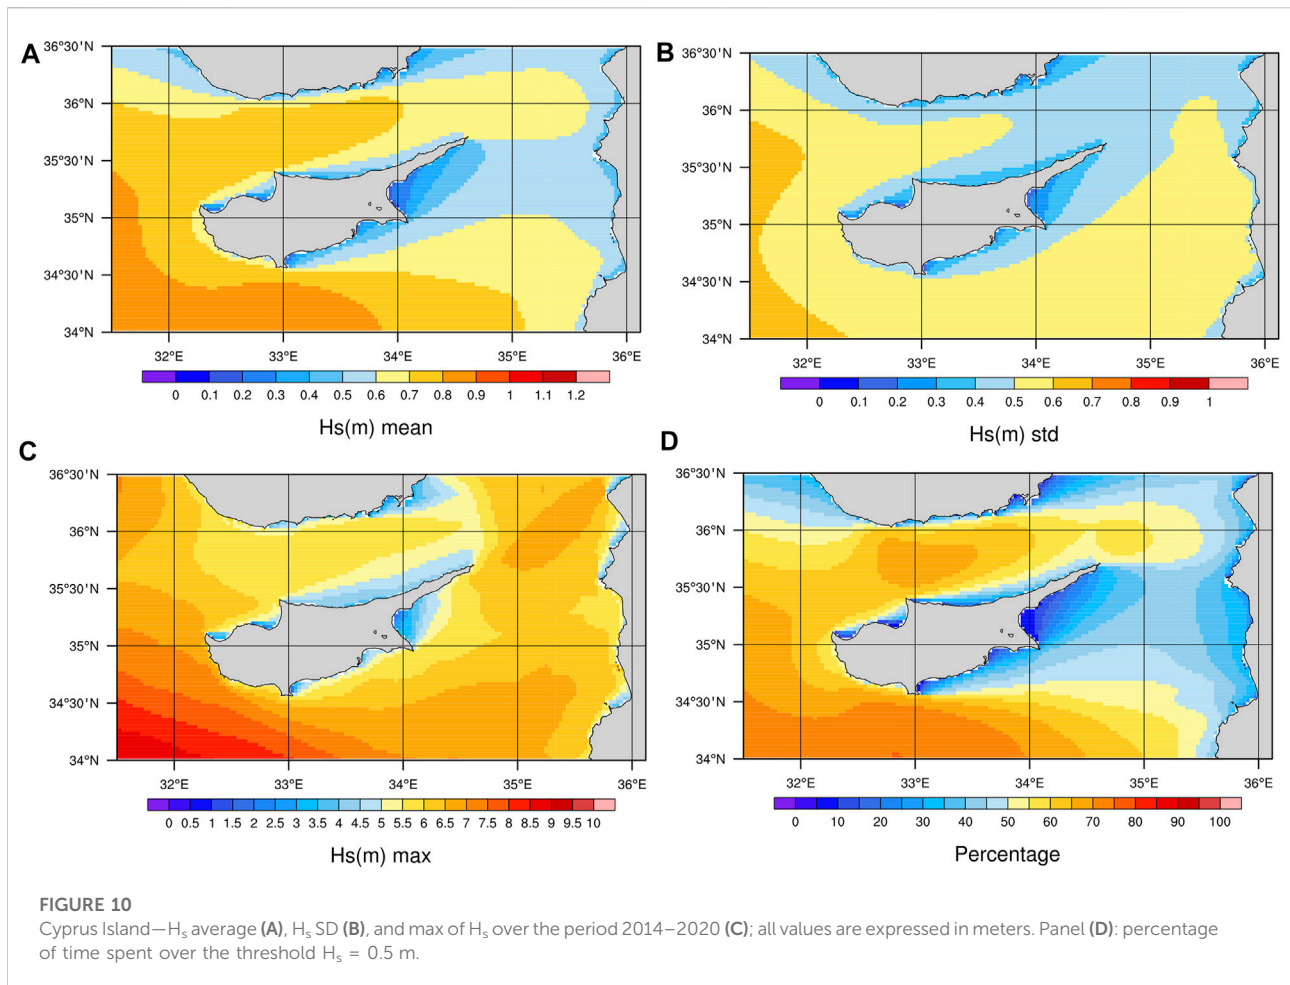 A
36°30'N
36°N
35°30'N
35°N
34°30'N
34°N
32°E 33°E 34°E 35°E 36°E
0 0.1 0.2 0.3 0.4 0.5 0.6 0.7 0.8 0.9 1 1.1 1.2
Hs(m) mean
B
36°30'N
36°N
35°30'N
35°N
34°30'N
34°N
32°E 33°E 34°E 35°E 36°E
0 0.1 0.2 0.3 0.4 0.5 0.6 0.7 0.8 0.9 1
Hs(m) std
C
36°30'N
36°N
35°30'N
35°N
34°30'N
34°N
32°E 33°E 34°E 35°E 36°E
0 0.5 1 1.5 2 2.5 3 3.5 4 4.5 5 5.5 6 6.5 7 7.5 8 8.5 9 9.5 10
Hs(m) max
D
36°30'N
36°N
35°30'N
35°N
34°30'N
34°N
32°E 33°E 34°E 35°E 36°E
0 10 20 30 40 50 60 70 80 90 100
Percentage
FIGURE 10
Cyprus Island—Hs average (A), Hs SD (B), and max of Hs over the period 2014–2020 (C); all values are expressed in meters. Panel (D): percentage
of time spent over the threshold Hs = 0.5 m.